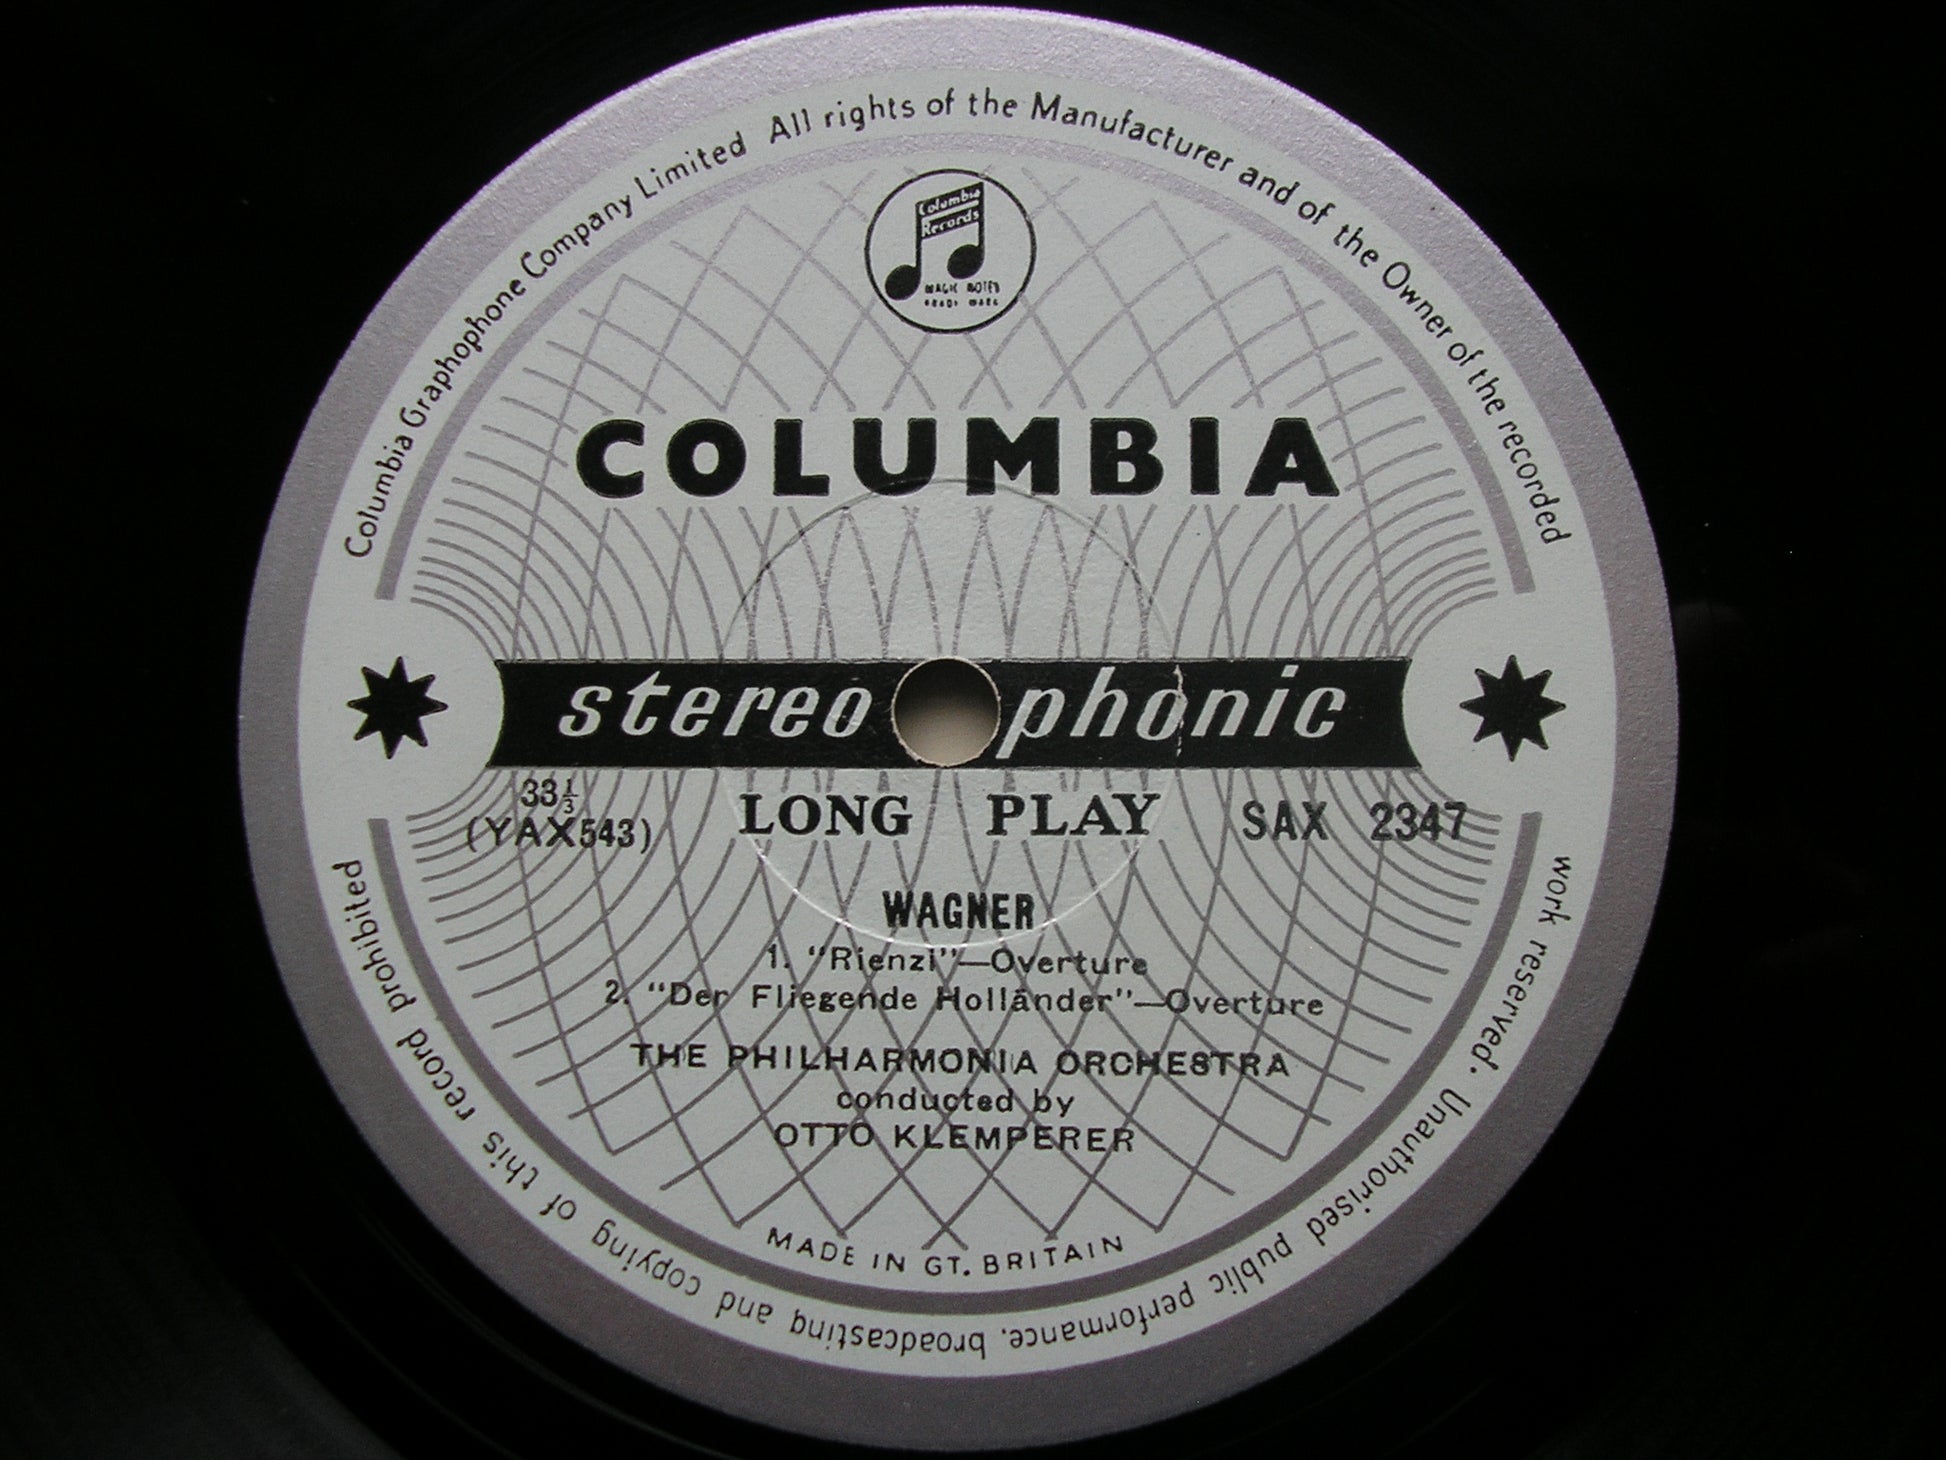 Columbia Graphophone Company Limited All rights of the Manufacturer and of the Owner of the recorded
work reserved. Unauthorised public performance, broadcasting and copying of this record prohibited
Columbia
Records
MAGIC NOTES
TRADE MARK
COLUMBIA
stereophonic
33⅓
(YAX543)
LONG PLAY
SAX 2347
WAGNER
1. "Rienzi"—Overture
2. "Der Fliegende Holländer"—Overture
THE PHILHARMONIA ORCHESTRA
conducted by
OTTO KLEMPERER
MADE IN GT. BRITAIN